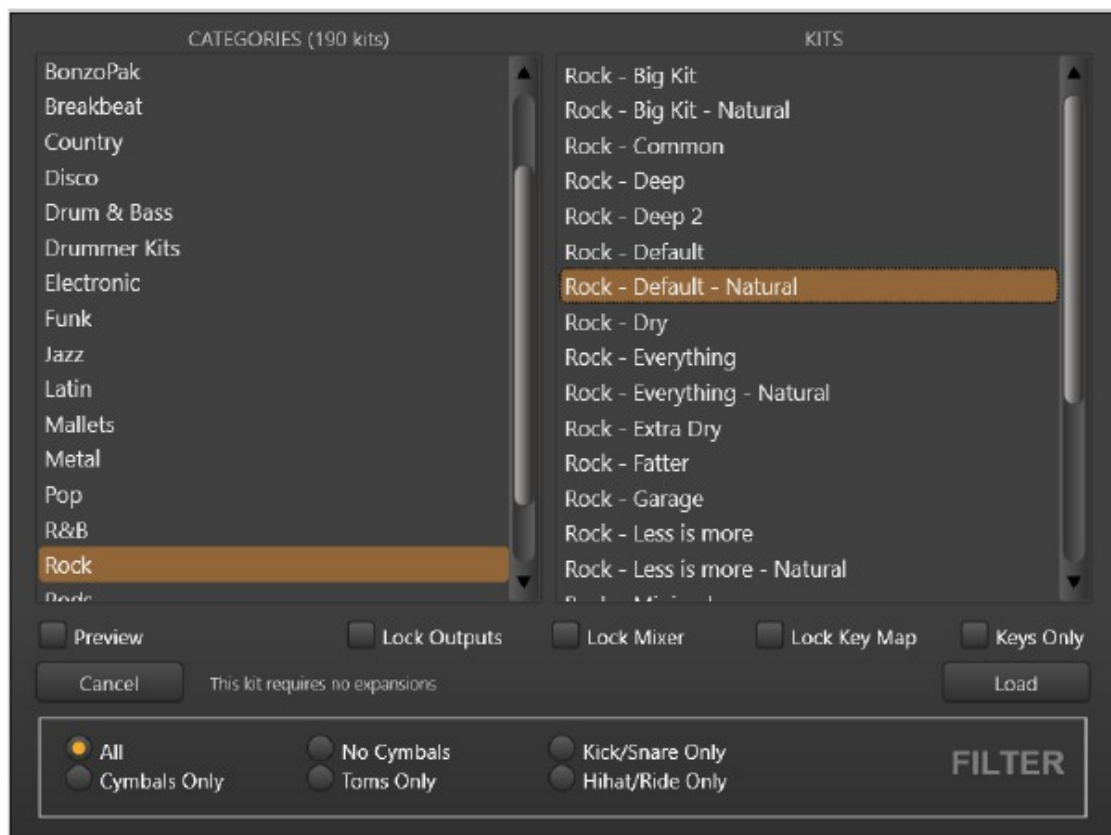 CATEGORIES (190 kits)
BonzoPak
Breakbeat
Country
Disco
Drum & Bass
Drummer Kits
Electronic
Funk
Jazz
Latin
Mallets
Metal
Pop
R&B
Rock
KITS
Rock - Big Kit
Rock - Big Kit - Natural
Rock - Common
Rock - Deep
Rock - Deep 2
Rock - Default
Rock - Default - Natural
Rock - Dry
Rock - Everything
Rock - Everything - Natural
Rock - Extra Dry
Rock - Fatter
Rock - Garage
Rock - Less is more
Rock - Less is more - Natural
Preview
Lock Outputs
Lock Mixer
Lock Key Map
Keys Only
Cancel
This kit requires no expansions
Load
All
No Cymbals
Kick/Snare Only
Cymbals Only
Toms Only
Hihat/Ride Only
FILTER